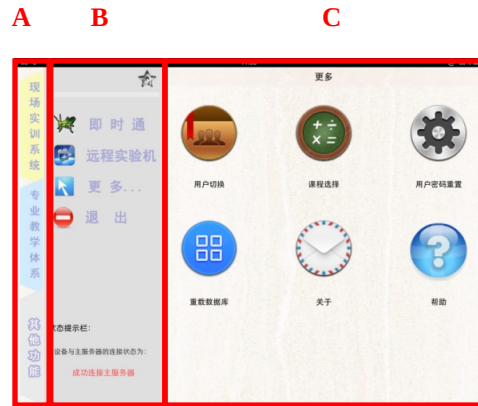 A B C
更多
现场实训系统
专业教学体系
其他功能
即时通
远程实验机
更多...
退出
状态提示栏：
设备与主服务器的连接状态为：
成功连接主服务器
用户切换 课程选择 用户密码重置
重载数据库 关于 帮助